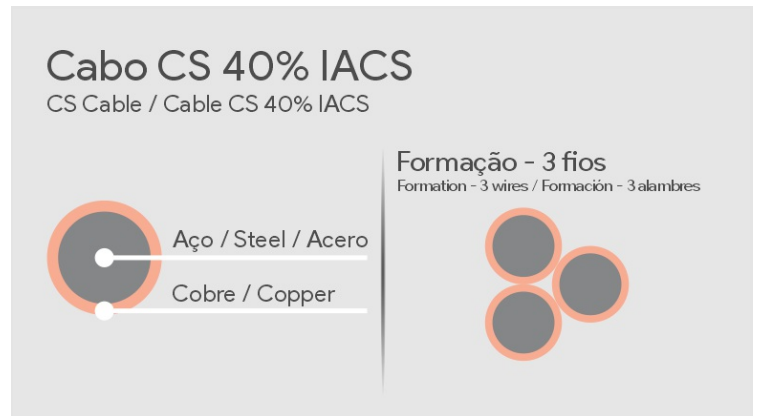 Cabo CS 40% IACS
CS Cable / Cable CS 40% IACS
Aço / Steel / Acero
Cobre / Copper
Formação - 3 fios
Formation - 3 wires / Formación - 3 alambres